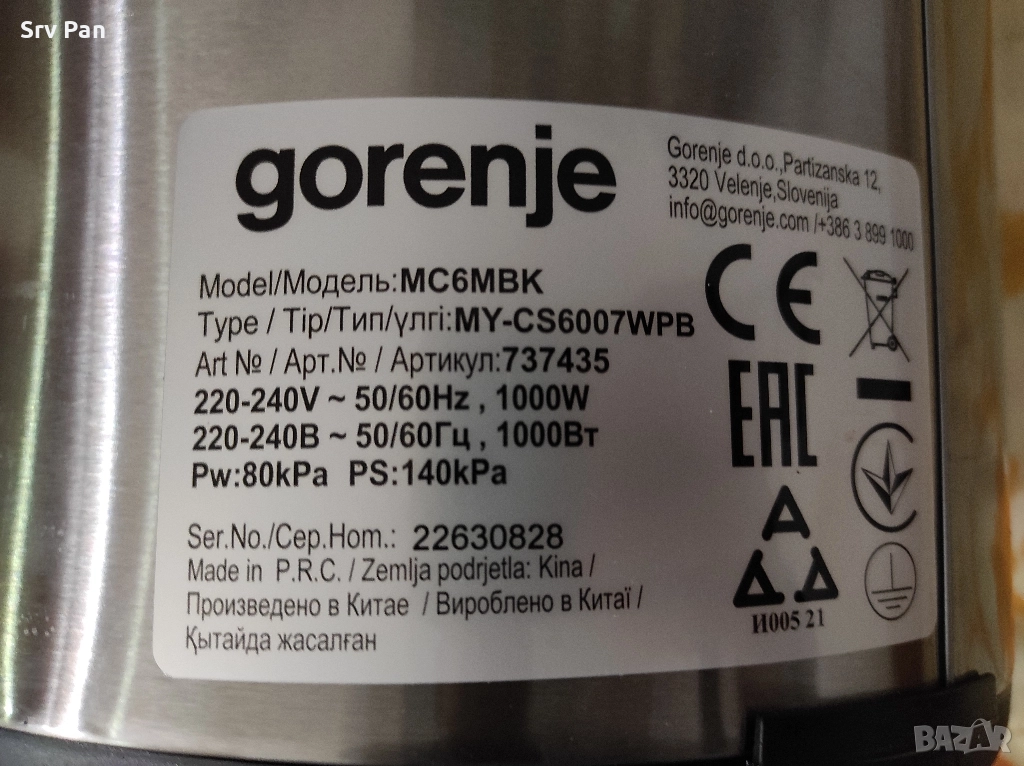 Srv Pan
gorenje
Gorenje d.o.o.,Partizanska 12,
3320 Velenje,Slovenija
info@gorenje.com /+386 3 899 1000
Model/Модель:MC6MBK
Type / Tip/Тип/үлгі:MY-CS6007WPB
Art № / Арт.№ / Артикул:737435
220-240V ~ 50/60Hz , 1000W
220-240В ~ 50/60Гц , 1000Вт
Pw:80kPa PS:140kPa
CE
EAC
Ser.No./Сер.Ном.: 22630828
Made in P.R.C. / Zemlja podrjetla: Kina /
Произведено в Китае / Вироблено в Китаї /
Қытайда жасалған
A
И005 21
BAZAR